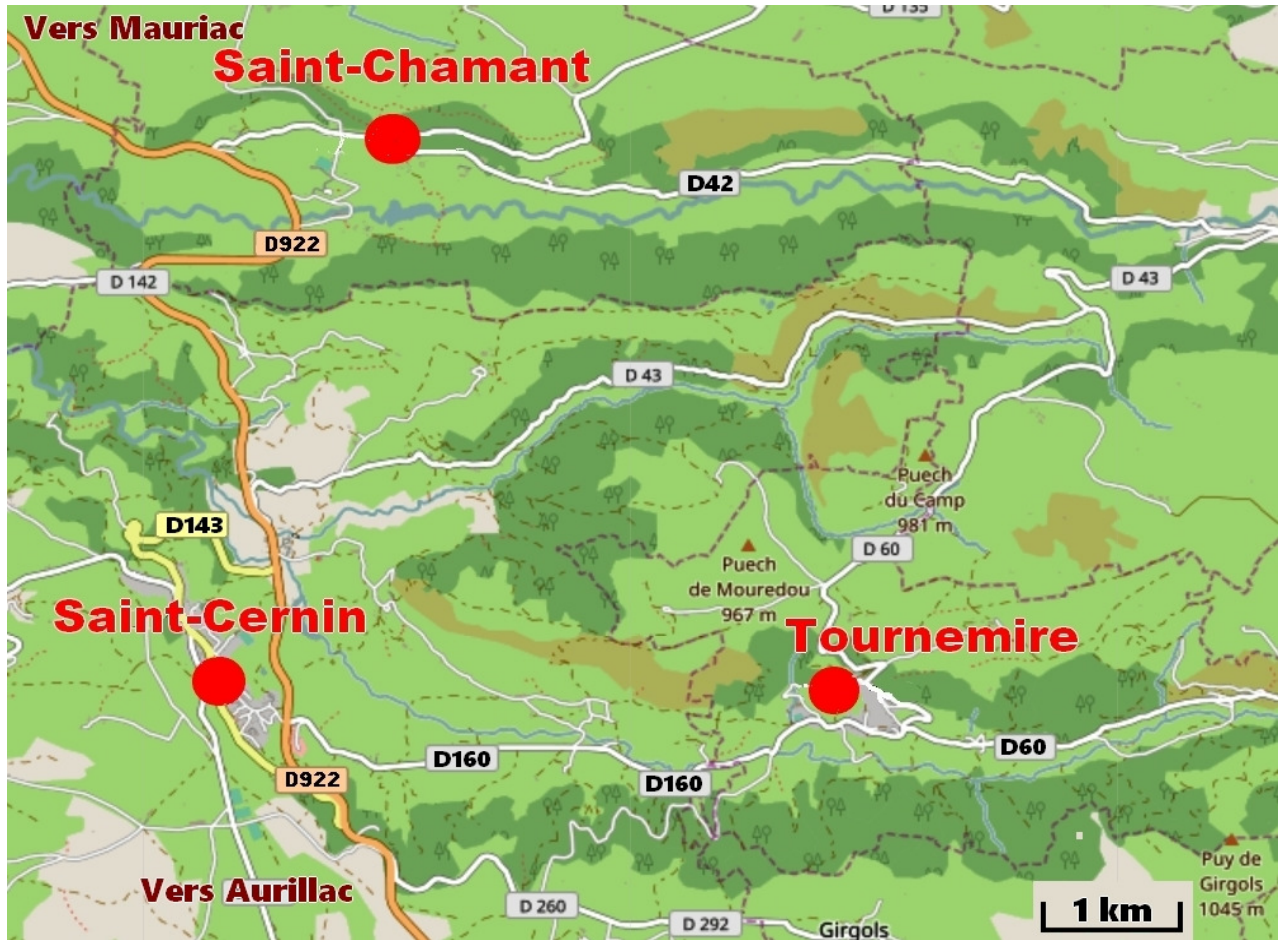 D 135
Vers Mauriac
Saint-Chamant
D42
D922
D 142
D 43
D 43
Puech
du Camp
981 m
D143
D 60
Puech
de Mouredou
967 m
Saint-Cernin
Tournemire
D60
D160
D160
D922
Puy de
Girgols
1045 m
Vers Aurillac
D 260
D 292
Girgols
1 km